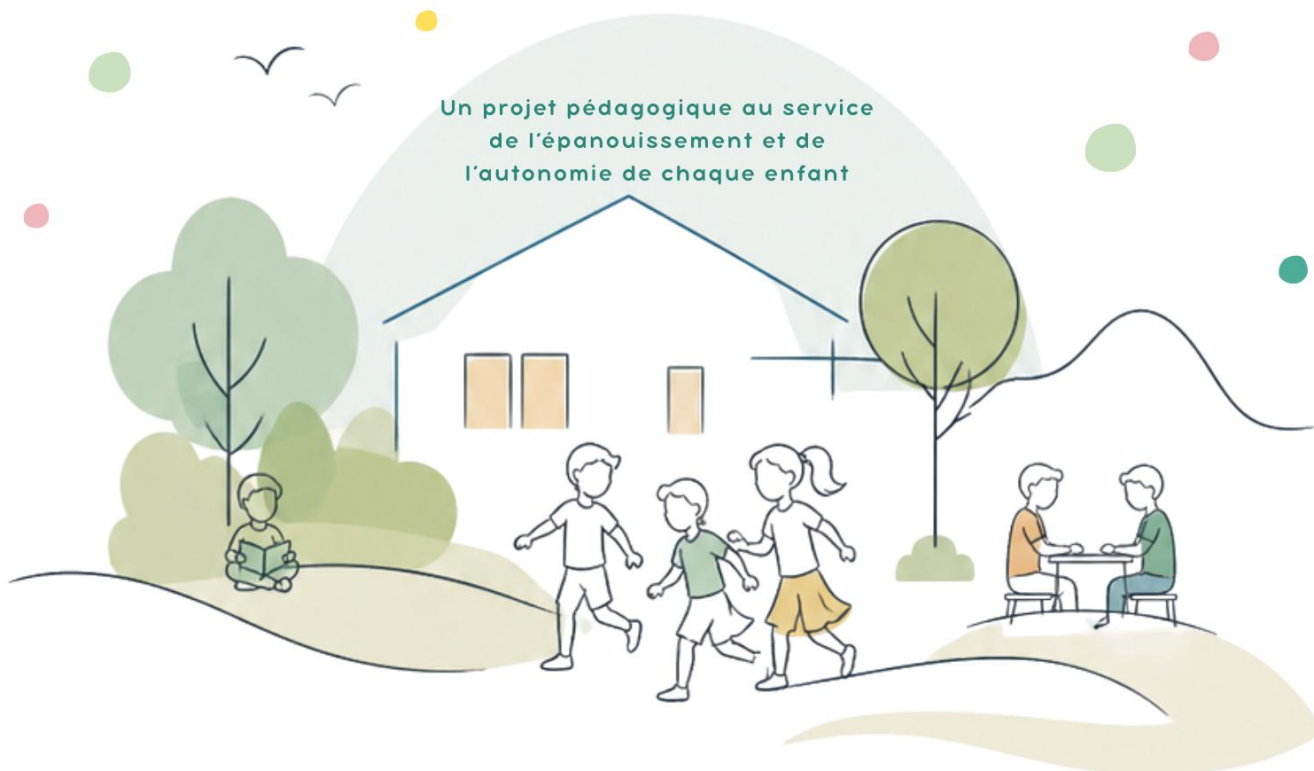 Un projet pédagogique au service
de l'épanouissement et de
l'autonomie de chaque enfant